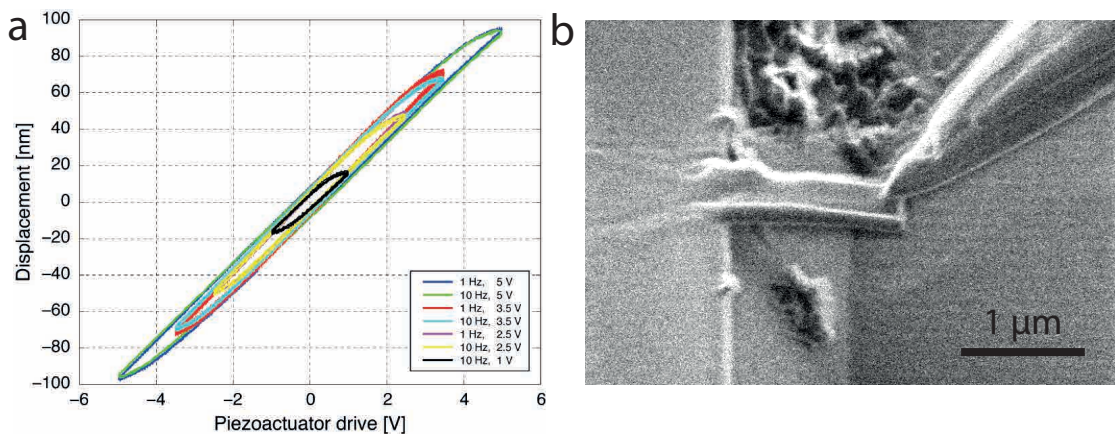 a
Displacement [nm]
100
80
60
40
20
0
−20
−40
−60
−80
−100
1 Hz, 5 V
10 Hz, 5 V
1 Hz, 3.5 V
10 Hz, 3.5 V
1 Hz, 2.5 V
10 Hz, 2.5 V
10 Hz, 1 V
−6 −4 −2 0 2 4 6
Piezoactuator drive [V]
b
1 µm